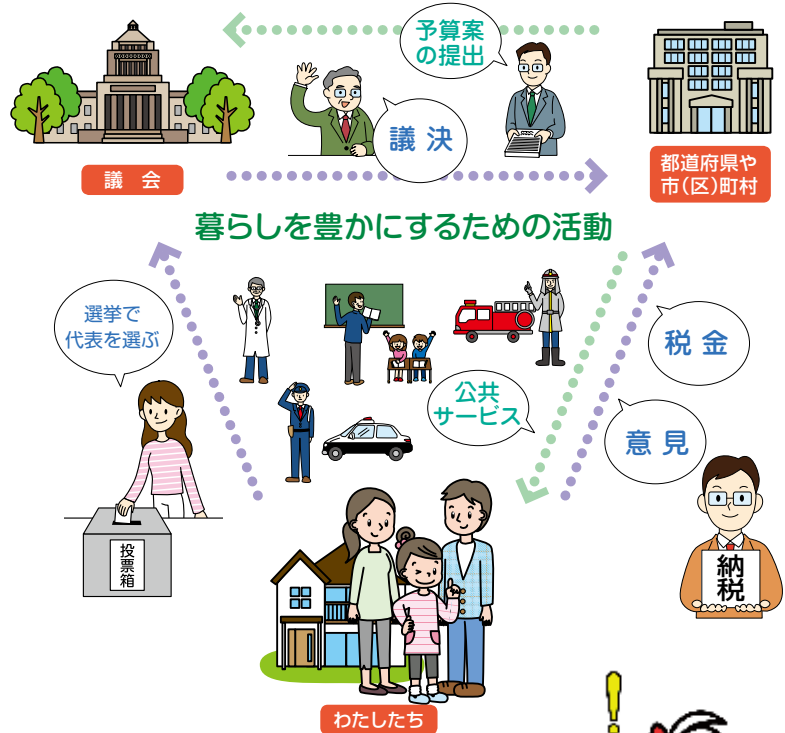 予算案
の提出
議決
議会
都道府県や
市(区)町村
暮らしを豊かにするための活動
選挙で
代表を選ぶ
税金
公共
サービス
意見
投票箱
納税
わたしたち